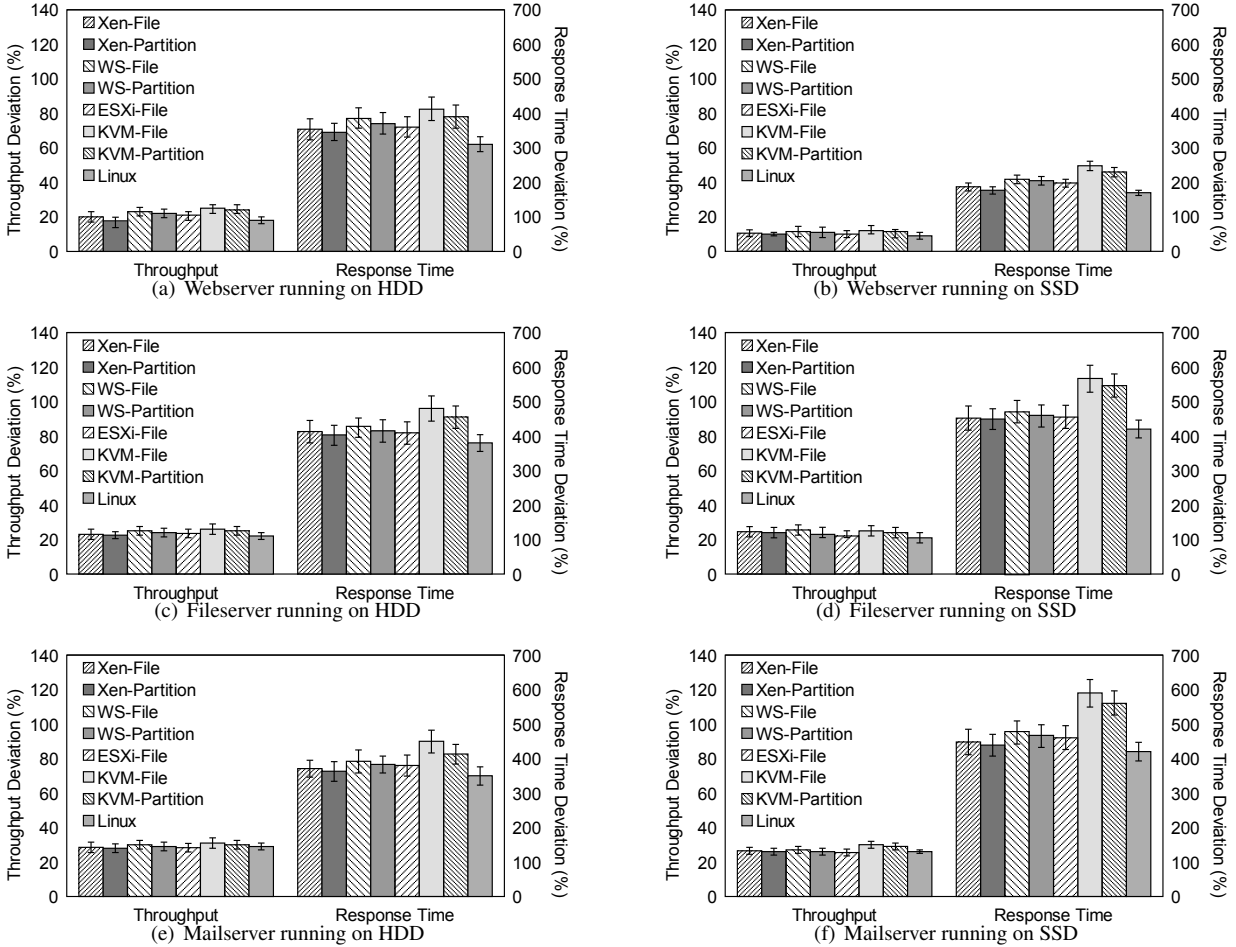 Throughput Deviation (%)
140
120
100
80
60
40
20
0
Xen-File
Xen-Partition
WS-File
WS-Partition
ESXi-File
KVM-File
KVM-Partition
Linux
700
600
500
400
300
200
100
0
Response Time Deviation (%)
Throughput
Response Time
(a) Webserver running on HDD
Throughput Deviation (%)
140
120
100
80
60
40
20
0
Xen-File
Xen-Partition
WS-File
WS-Partition
ESXi-File
KVM-File
KVM-Partition
Linux
700
600
500
400
300
200
100
0
Response Time Deviation (%)
Throughput
Response Time
(b) Webserver running on SSD
Throughput Deviation (%)
140
120
100
80
60
40
20
0
Xen-File
Xen-Partition
WS-File
WS-Partition
ESXi-File
KVM-File
KVM-Partition
Linux
700
600
500
400
300
200
100
0
Response Time Deviation (%)
Throughput
Response Time
(c) Fileserver running on HDD
Throughput Deviation (%)
140
120
100
80
60
40
20
0
Xen-File
Xen-Partition
WS-File
WS-Partition
ESXi-File
KVM-File
KVM-Partition
Linux
700
600
500
400
300
200
100
0
Response Time Deviation (%)
Throughput
Response Time
(d) Fileserver running on SSD
Throughput Deviation (%)
140
120
100
80
60
40
20
0
Xen-File
Xen-Partition
WS-File
WS-Partition
ESXi-File
KVM-File
KVM-Partition
Linux
700
600
500
400
300
200
100
0
Response Time Deviation (%)
Throughput
Response Time
(e) Mailserver running on HDD
Throughput Deviation (%)
140
120
100
80
60
40
20
0
Xen-File
Xen-Partition
WS-File
WS-Partition
ESXi-File
KVM-File
KVM-Partition
Linux
700
600
500
400
300
200
100
0
Response Time Deviation (%)
Throughput
Response Time
(f) Mailserver running on SSD